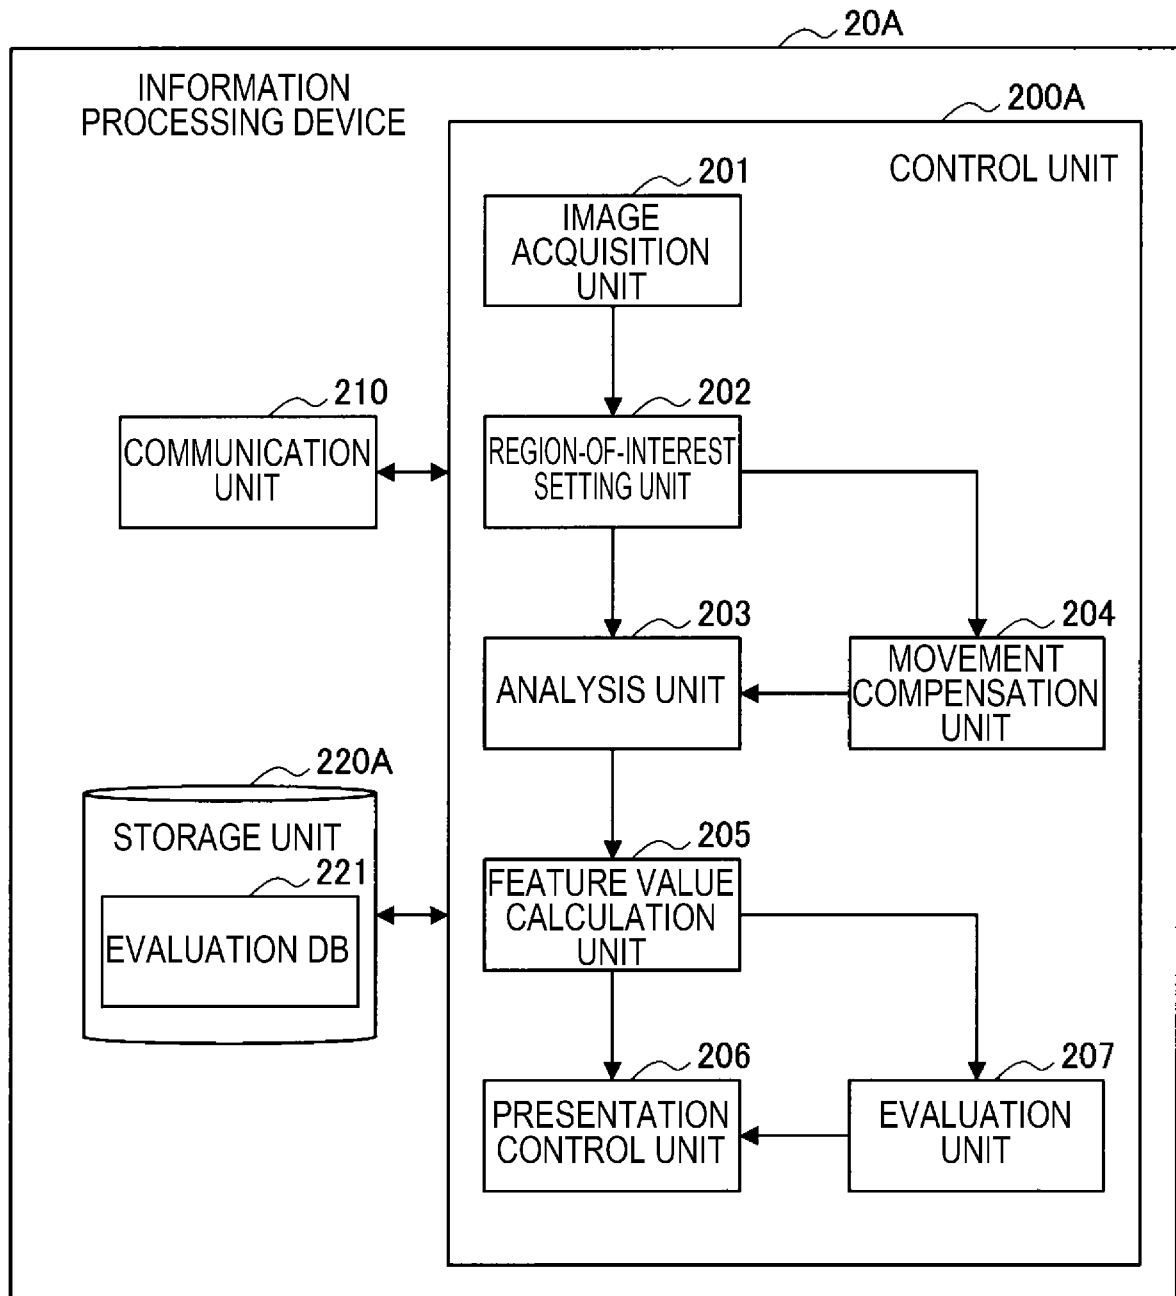 20A
INFORMATION
PROCESSING DEVICE
200A
CONTROL UNIT
201
IMAGE
ACQUISITION
UNIT
210
COMMUNICATION
UNIT
202
REGION-OF-INTEREST
SETTING UNIT
203
ANALYSIS UNIT
204
MOVEMENT
COMPENSATION
UNIT
220A
STORAGE UNIT
221
EVALUATION DB
205
FEATURE VALUE
CALCULATION
UNIT
206
PRESENTATION
CONTROL UNIT
207
EVALUATION
UNIT